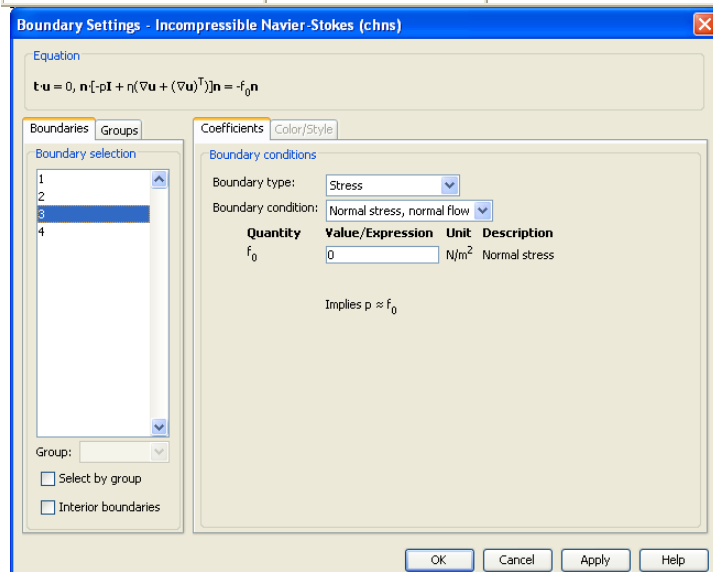 Boundary Settings - Incompressible Navier-Stokes (chns)
Equation
t·u = 0, n·[-pI + η(∇u + (∇u)ᵀ)]n = -f₀n
Boundaries Groups
Boundary selection
1
2
3
4
Group:
Select by group
Interior boundaries
Coefficients Color/Style
Boundary conditions
Boundary type: Stress
Boundary condition: Normal stress, normal flow
Quantity Value/Expression Unit Description
f₀ 0 N/m² Normal stress
Implies p ≈ f₀
OK Cancel Apply Help